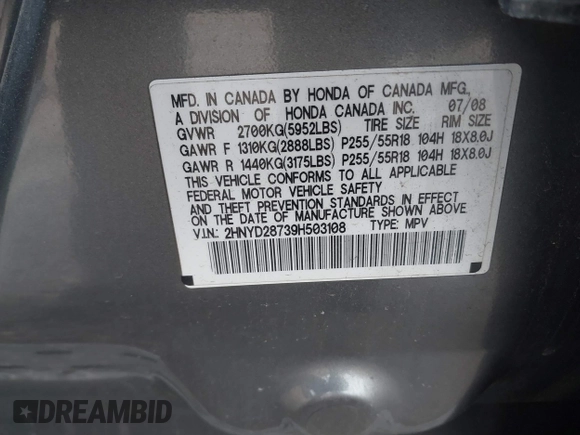 MFD. IN CANADA BY HONDA OF CANADA MFG.,
A DIVISION OF HONDA CANADA INC. 07/08
GVWR 2700KG(5952LBS) TIRE SIZE RIM SIZE
GAWR F 1310KG(2888LBS) P255/55R18 104H 18X8.0J
GAWR R 1440KG(3175LBS) P255/55R18 104H 18X8.0J
THIS VEHICLE CONFORMS TO ALL APPLICABLE
FEDERAL MOTOR VEHICLE SAFETY
AND THEFT PREVENTION STANDARDS IN EFFECT
ON THE DATE OF MANUFACTURE SHOWN ABOVE
V.I.N.: 2HNYD28739H503108 TYPE: MPV
DREAMBID